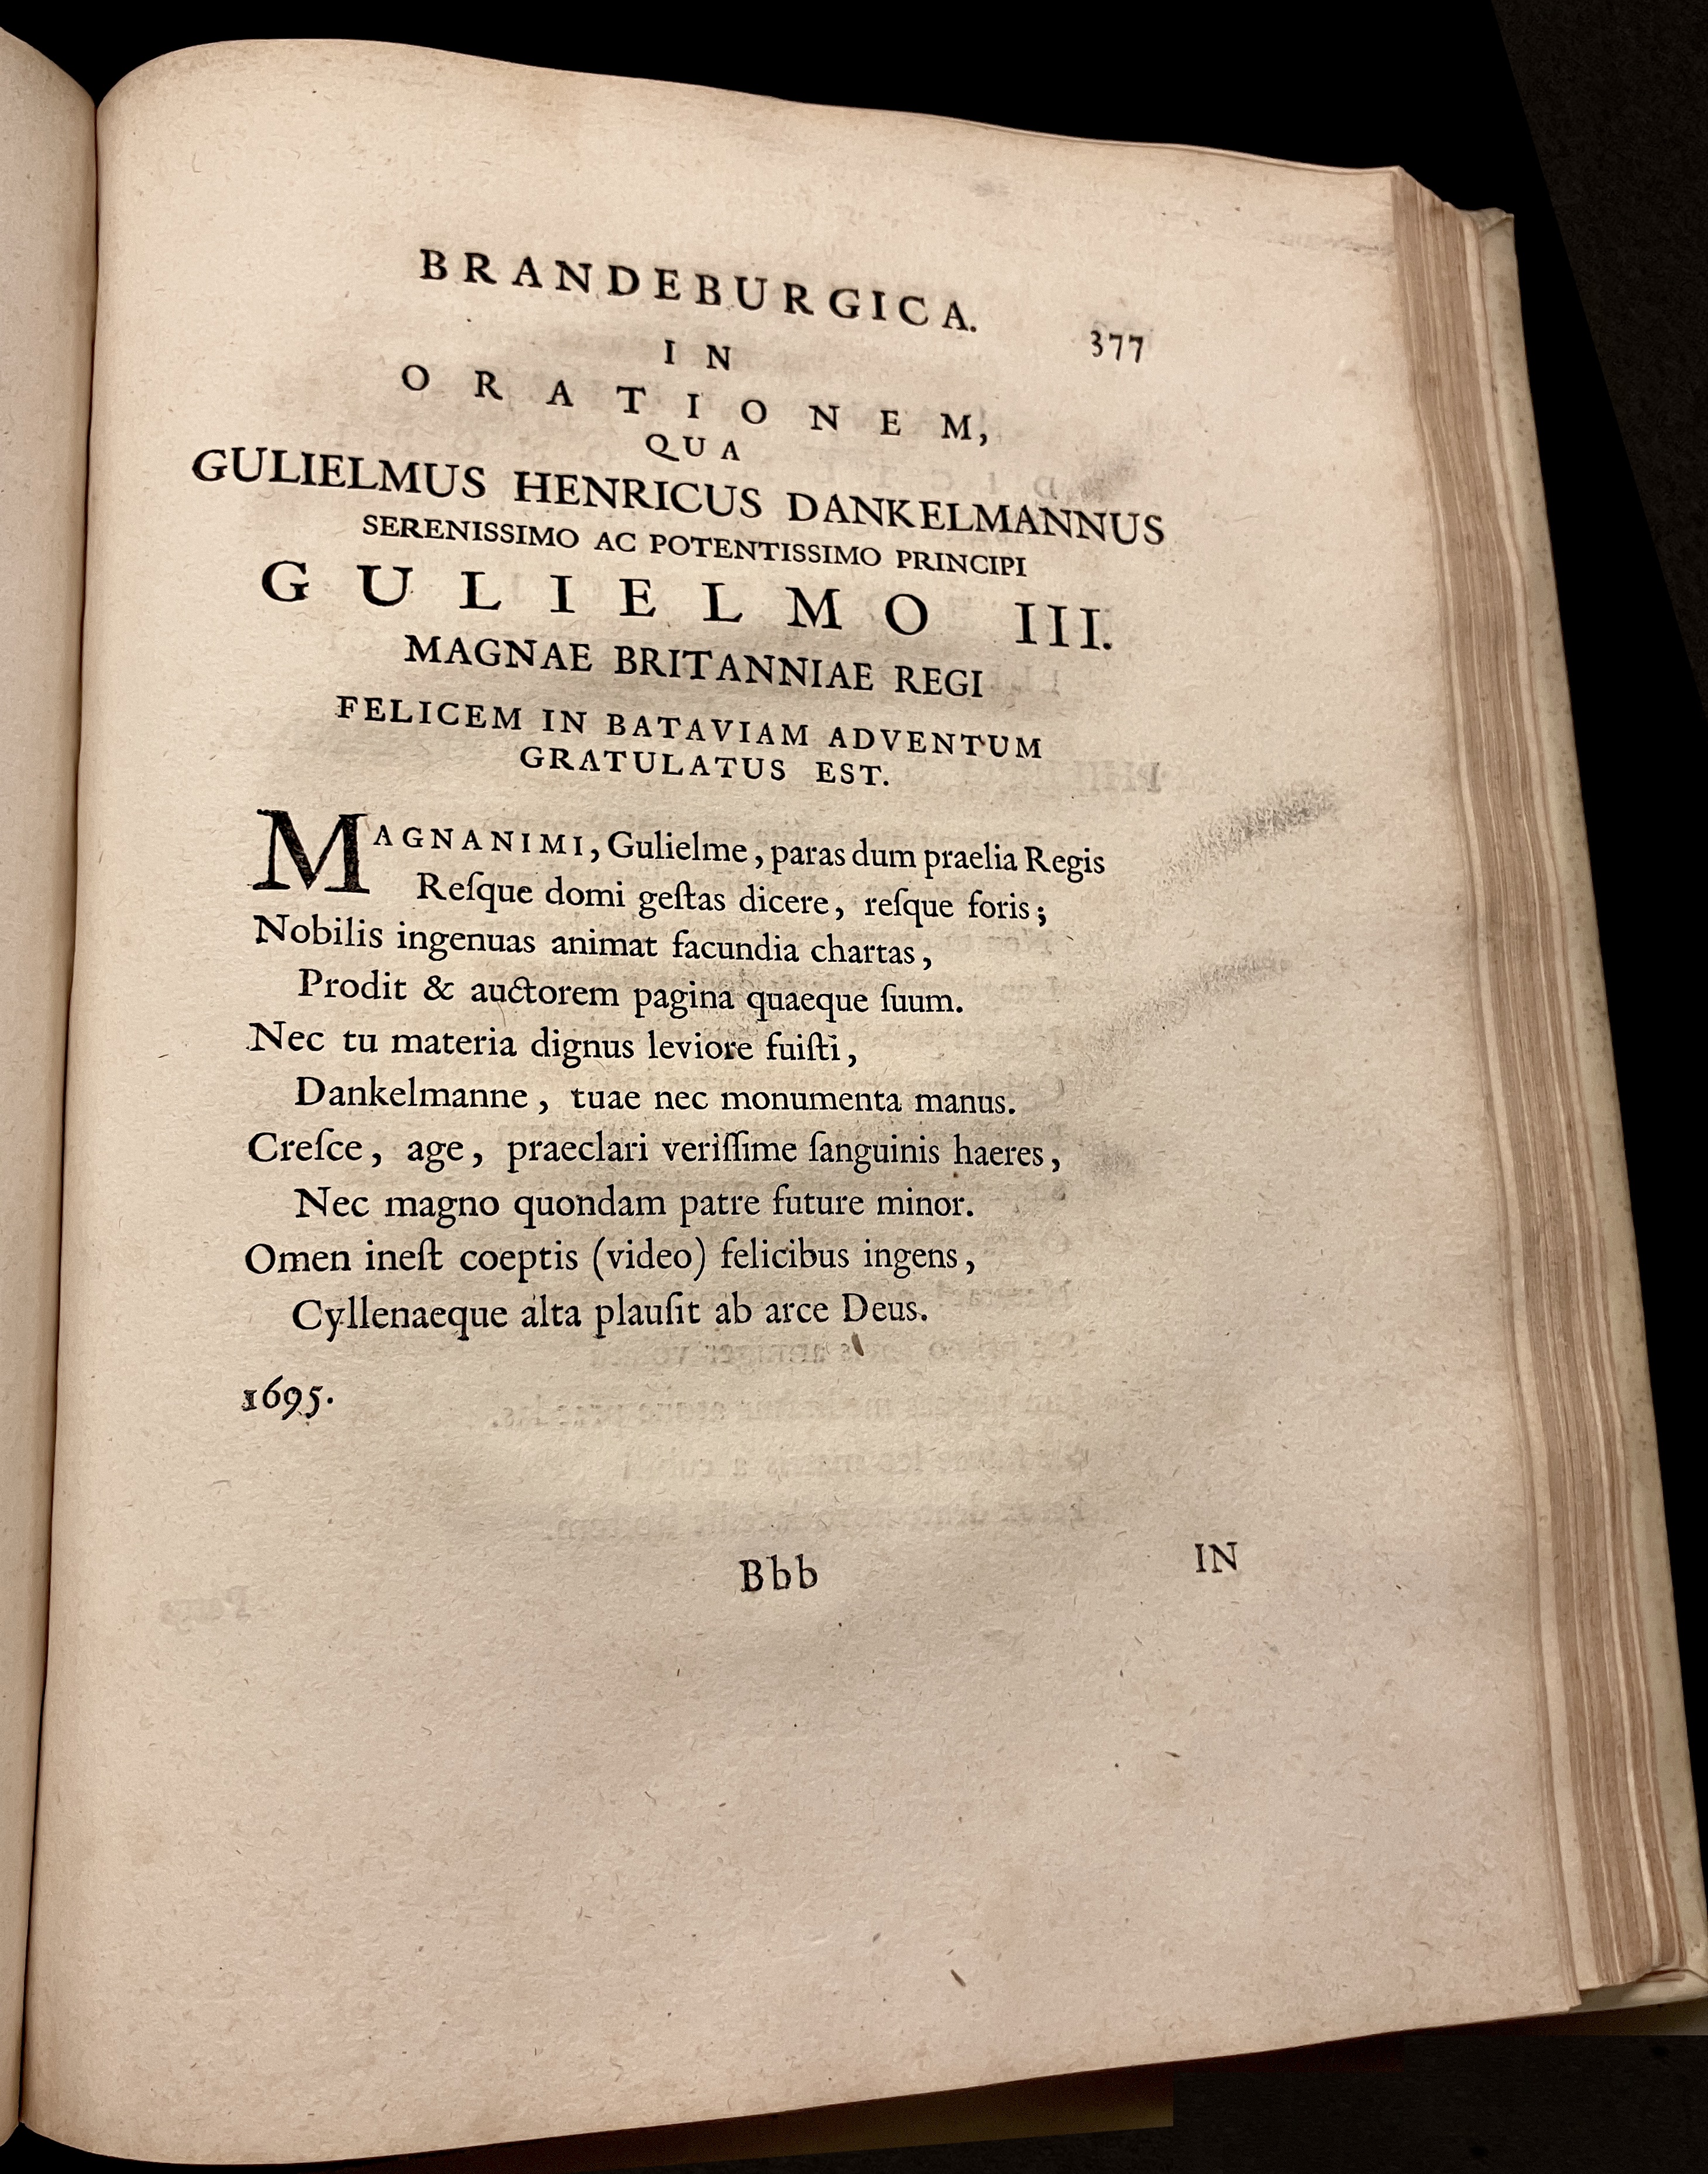 BRANDEBURGICA. 377
IN
ORATIONEM,
QUA
GULIELMUS HENRICUS DANKELMANNUS
SERENISSIMO AC POTENTISSIMO PRINCIPI
GULIELMO III.
MAGNAE BRITANNIAE REGI
FELICEM IN BATAVIAM ADVENTUM
GRATULATUS EST.
MAGNANIMI, Gulielme, paras dum praelia Regis
Reſque domi geſtas dicere, reſque foris;
Nobilis ingenuas animat facundia chartas,
Prodit & auctorem pagina quaeque ſuum.
Nec tu materia dignus leviore fuiſti,
Dankelmanne, tuae nec monumenta manus.
Creſce, age, praeclari veriſſime ſanguinis haeres,
Nec magno quondam patre future minor.
Omen ineſt coeptis (video) felicibus ingens,
Cyllenaeque alta plauſit ab arce Deus.
1695.
Bbb IN